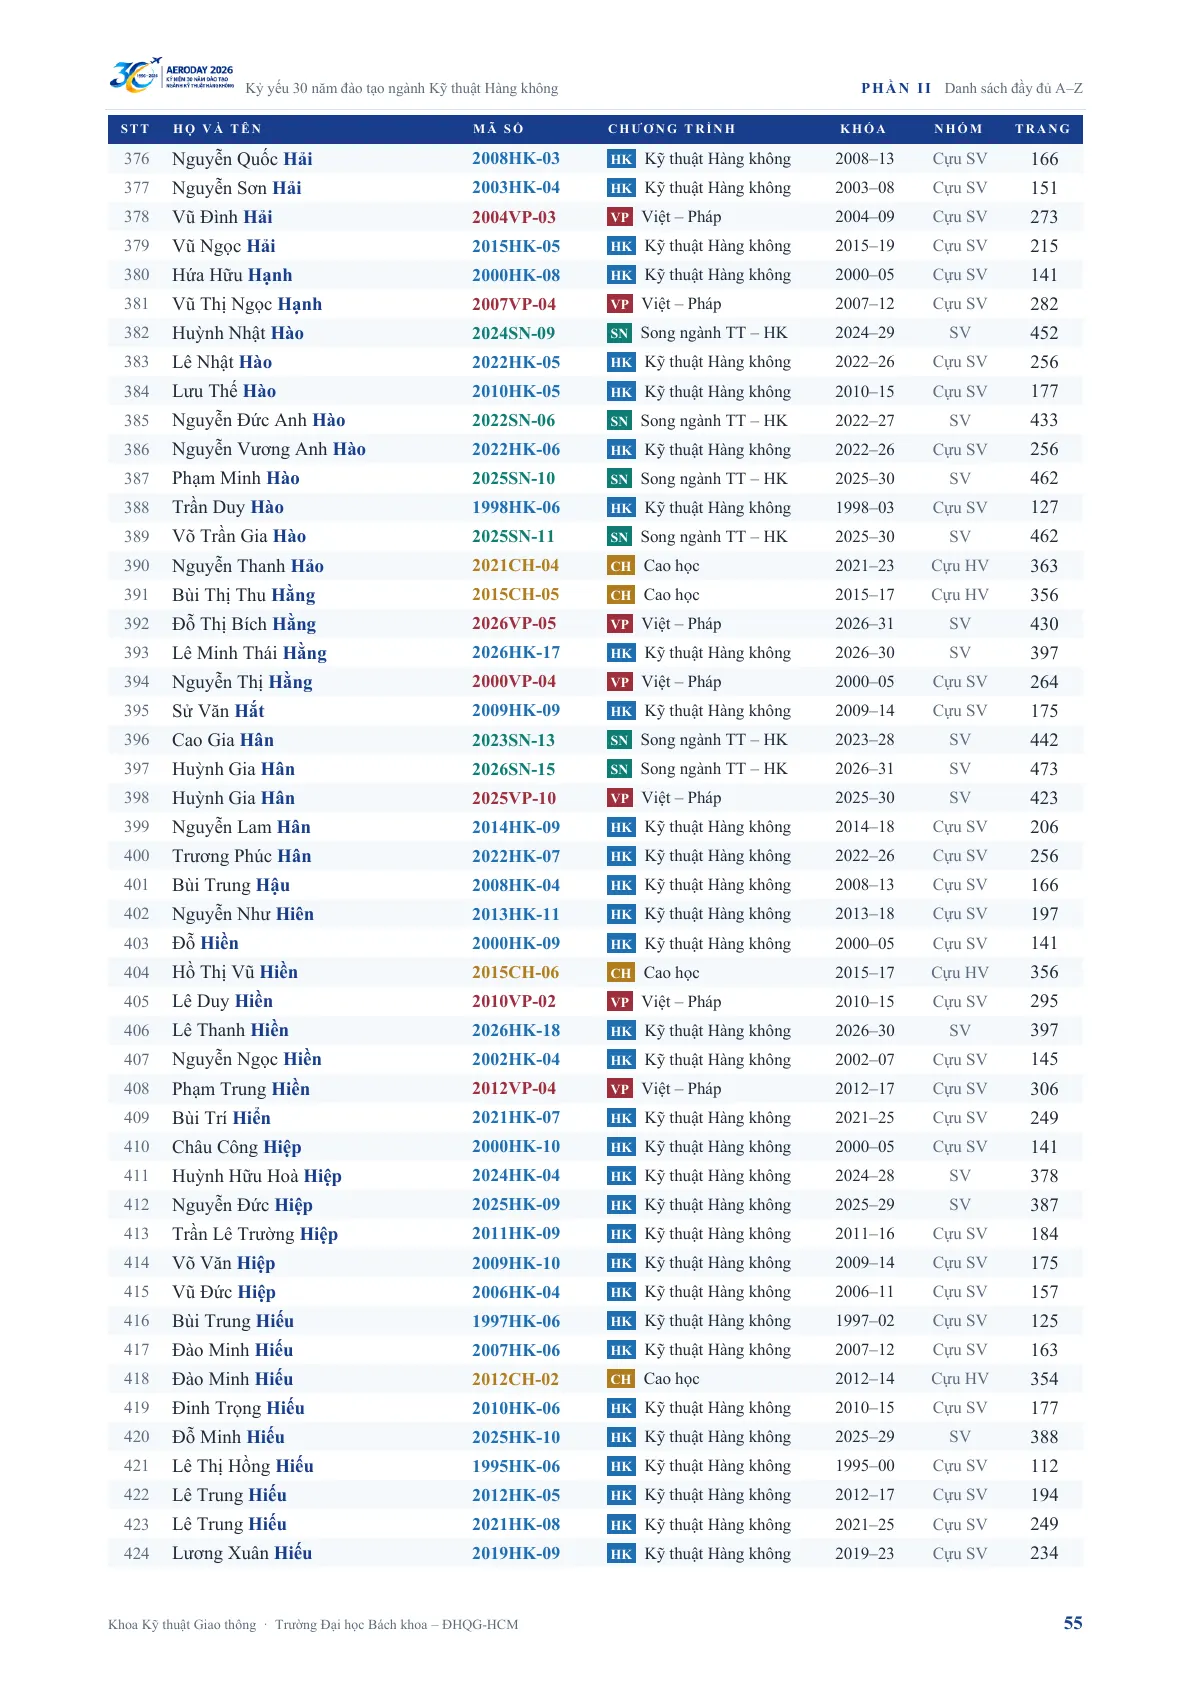 30 1996 - 2026 AERODAY 2026
KỶ NIỆM 30 NĂM ĐÀO TẠO
NGÀNH KỸ THUẬT HÀNG KHÔNG
Kỷ yếu 30 năm đào tạo ngành Kỹ thuật Hàng không PHẦN II Danh sách đầy đủ A–Z
STT HỌ VÀ TÊN MÃ SỐ CHƯƠNG TRÌNH KHÓA NHÓM TRANG
376 Nguyễn Quốc Hải 2008HK-03 HK Kỹ thuật Hàng không 2008–13 Cựu SV 166
377 Nguyễn Sơn Hải 2003HK-04 HK Kỹ thuật Hàng không 2003–08 Cựu SV 151
378 Vũ Đình Hải 2004VP-03 VP Việt – Pháp 2004–09 Cựu SV 273
379 Vũ Ngọc Hải 2015HK-05 HK Kỹ thuật Hàng không 2015–19 Cựu SV 215
380 Hứa Hữu Hạnh 2000HK-08 HK Kỹ thuật Hàng không 2000–05 Cựu SV 141
381 Vũ Thị Ngọc Hạnh 2007VP-04 VP Việt – Pháp 2007–12 Cựu SV 282
382 Huỳnh Nhật Hào 2024SN-09 SN Song ngành TT – HK 2024–29 SV 452
383 Lê Nhật Hào 2022HK-05 HK Kỹ thuật Hàng không 2022–26 Cựu SV 256
384 Lưu Thế Hào 2010HK-05 HK Kỹ thuật Hàng không 2010–15 Cựu SV 177
385 Nguyễn Đức Anh Hào 2022SN-06 SN Song ngành TT – HK 2022–27 SV 433
386 Nguyễn Vương Anh Hào 2022HK-06 HK Kỹ thuật Hàng không 2022–26 Cựu SV 256
387 Phạm Minh Hào 2025SN-10 SN Song ngành TT – HK 2025–30 SV 462
388 Trần Duy Hào 1998HK-06 HK Kỹ thuật Hàng không 1998–03 Cựu SV 127
389 Võ Trần Gia Hào 2025SN-11 SN Song ngành TT – HK 2025–30 SV 462
390 Nguyễn Thanh Hảo 2021CH-04 CH Cao học 2021–23 Cựu HV 363
391 Bùi Thị Thu Hằng 2015CH-05 CH Cao học 2015–17 Cựu HV 356
392 Đỗ Thị Bích Hằng 2026VP-05 VP Việt – Pháp 2026–31 SV 430
393 Lê Minh Thái Hằng 2026HK-17 HK Kỹ thuật Hàng không 2026–30 SV 397
394 Nguyễn Thị Hằng 2000VP-04 VP Việt – Pháp 2000–05 Cựu SV 264
395 Sử Văn Hắt 2009HK-09 HK Kỹ thuật Hàng không 2009–14 Cựu SV 175
396 Cao Gia Hân 2023SN-13 SN Song ngành TT – HK 2023–28 SV 442
397 Huỳnh Gia Hân 2026SN-15 SN Song ngành TT – HK 2026–31 SV 473
398 Huỳnh Gia Hân 2025VP-10 VP Việt – Pháp 2025–30 SV 423
399 Nguyễn Lam Hân 2014HK-09 HK Kỹ thuật Hàng không 2014–18 Cựu SV 206
400 Trương Phúc Hân 2022HK-07 HK Kỹ thuật Hàng không 2022–26 Cựu SV 256
401 Bùi Trung Hậu 2008HK-04 HK Kỹ thuật Hàng không 2008–13 Cựu SV 166
402 Nguyễn Như Hiên 2013HK-11 HK Kỹ thuật Hàng không 2013–18 Cựu SV 197
403 Đỗ Hiền 2000HK-09 HK Kỹ thuật Hàng không 2000–05 Cựu SV 141
404 Hồ Thị Vũ Hiền 2015CH-06 CH Cao học 2015–17 Cựu HV 356
405 Lê Duy Hiền 2010VP-02 VP Việt – Pháp 2010–15 Cựu SV 295
406 Lê Thanh Hiền 2026HK-18 HK Kỹ thuật Hàng không 2026–30 SV 397
407 Nguyễn Ngọc Hiền 2002HK-04 HK Kỹ thuật Hàng không 2002–07 Cựu SV 145
408 Phạm Trung Hiền 2012VP-04 VP Việt – Pháp 2012–17 Cựu SV 306
409 Bùi Trí Hiển 2021HK-07 HK Kỹ thuật Hàng không 2021–25 Cựu SV 249
410 Châu Công Hiệp 2000HK-10 HK Kỹ thuật Hàng không 2000–05 Cựu SV 141
411 Huỳnh Hữu Hoà Hiệp 2024HK-04 HK Kỹ thuật Hàng không 2024–28 SV 378
412 Nguyễn Đức Hiệp 2025HK-09 HK Kỹ thuật Hàng không 2025–29 SV 387
413 Trần Lê Trường Hiệp 2011HK-09 HK Kỹ thuật Hàng không 2011–16 Cựu SV 184
414 Võ Văn Hiệp 2009HK-10 HK Kỹ thuật Hàng không 2009–14 Cựu SV 175
415 Vũ Đức Hiệp 2006HK-04 HK Kỹ thuật Hàng không 2006–11 Cựu SV 157
416 Bùi Trung Hiếu 1997HK-06 HK Kỹ thuật Hàng không 1997–02 Cựu SV 125
417 Đào Minh Hiếu 2007HK-06 HK Kỹ thuật Hàng không 2007–12 Cựu SV 163
418 Đào Minh Hiếu 2012CH-02 CH Cao học 2012–14 Cựu HV 354
419 Đinh Trọng Hiếu 2010HK-06 HK Kỹ thuật Hàng không 2010–15 Cựu SV 177
420 Đỗ Minh Hiếu 2025HK-10 HK Kỹ thuật Hàng không 2025–29 SV 388
421 Lê Thị Hồng Hiếu 1995HK-06 HK Kỹ thuật Hàng không 1995–00 Cựu SV 112
422 Lê Trung Hiếu 2012HK-05 HK Kỹ thuật Hàng không 2012–17 Cựu SV 194
423 Lê Trung Hiếu 2021HK-08 HK Kỹ thuật Hàng không 2021–25 Cựu SV 249
424 Lương Xuân Hiếu 2019HK-09 HK Kỹ thuật Hàng không 2019–23 Cựu SV 234
Khoa Kỹ thuật Giao thông · Trường Đại học Bách khoa – ĐHQG-HCM 55